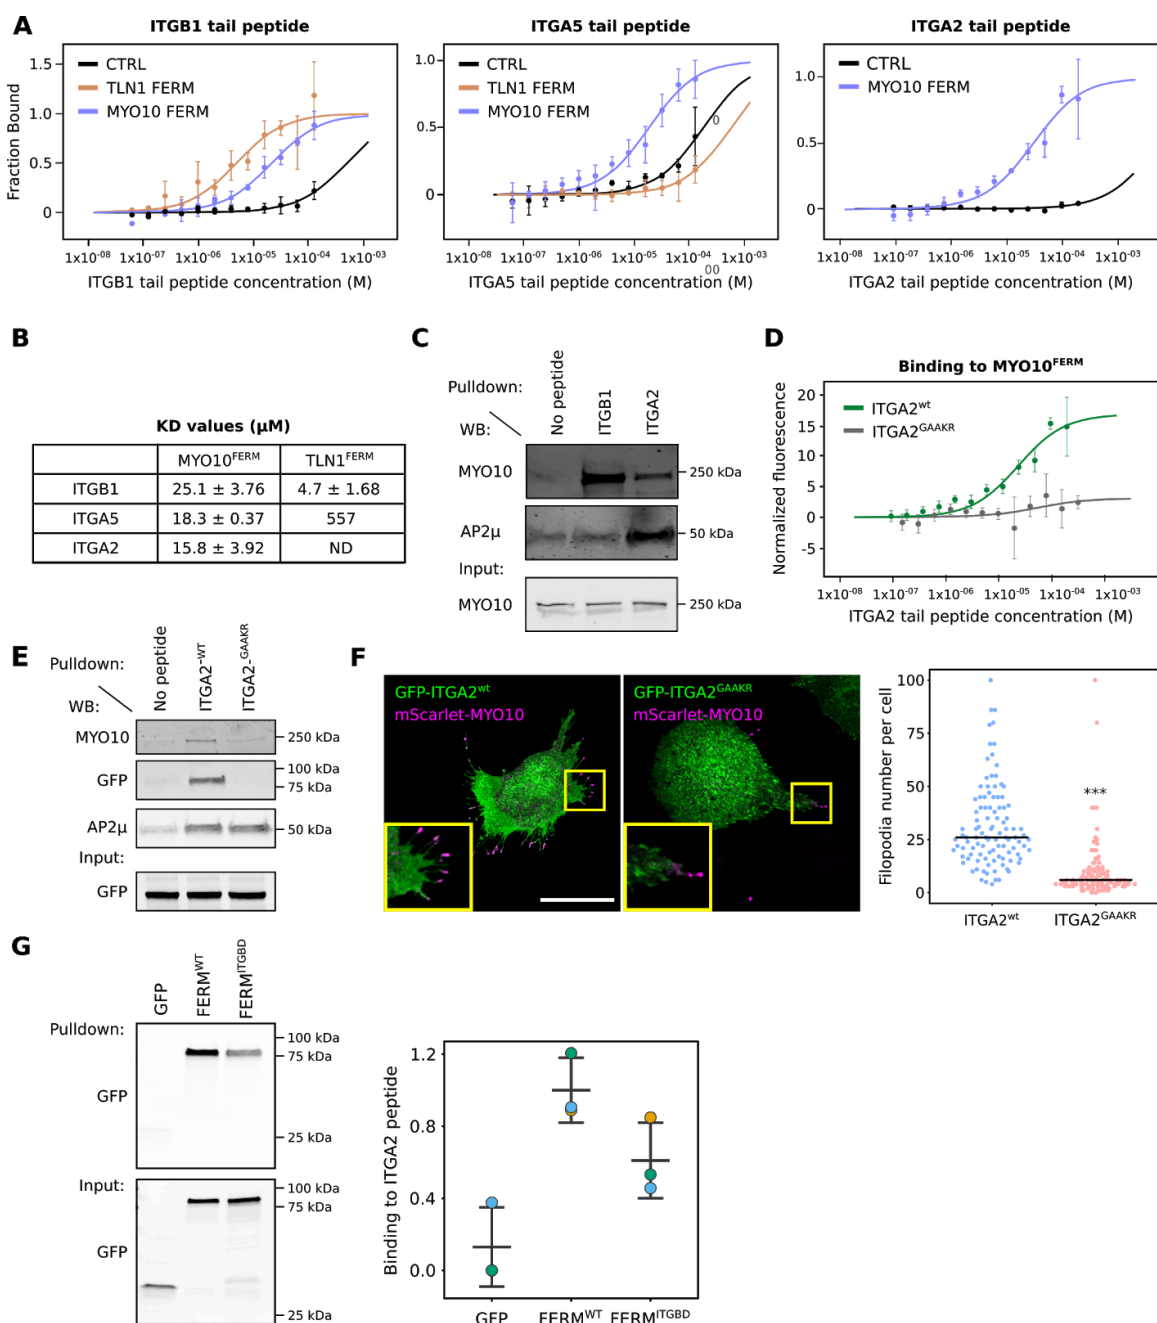 A
ITGB1 tail peptide
ITGA5 tail peptide
ITGA2 tail peptide
CTRL
TLN1 FERM
MYO10 FERM
Fraction Bound
1.5
1.0
0.5
0
1x10-08
1x10-07
1x10-06
1x10-05
1x10-04
1x10-03
ITGB1 tail peptide concentration (M)
CTRL
TLN1 FERM
MYO10 FERM
1.0
0.5
0
0
1x10-08
1x10-07
1x10-06
1x10-05
1x10-04
1x10-03
00
ITGA5 tail peptide concentration (M)
CTRL
MYO10 FERM
1.0
0.5
0
1x10-08
1x10-07
1x10-06
1x10-05
1x10-04
1x10-03
ITGA2 tail peptide concentration (M)
B
KD values (μM)
MYO10FERM TLN1FERM
ITGB1 25.1 ± 3.76 4.7 ± 1.68
ITGA5 18.3 ± 0.37 557
ITGA2 15.8 ± 3.92 ND
C
Pulldown:
No peptide
ITGB1
ITGA2
WB:
MYO10
250 kDa
AP2μ
50 kDa
Input:
MYO10
250 kDa
D
Binding to MYO10FERM
ITGA2wt
ITGA2GAAKR
Normalized fluorescence
20
15
10
5
0
-5
1x10-08
1x10-07
1x10-06
1x10-05
1x10-04
1x10-03
ITGA2 tail peptide concentration (M)
E
Pulldown:
No peptide
ITGA2-WT
ITGA2-GAAKR
WB:
MYO10
250 kDa
GFP
100 kDa
75 kDa
AP2μ
50 kDa
Input:
GFP
F
GFP-ITGA2wt
mScarlet-MYO10
GFP-ITGA2GAAKR
mScarlet-MYO10
Filopodia number per cell
100
75
50
25
0
***
ITGA2wt
ITGA2GAAKR
G
GFP
FERMWT
FERMITGBD
Pulldown:
GFP
100 kDa
75 kDa
25 kDa
Input:
GFP
100 kDa
75 kDa
25 kDa
Binding to ITGA2 peptide
1.2
0.8
0.4
0.0
GFP
FERMWT
FERMITGBD